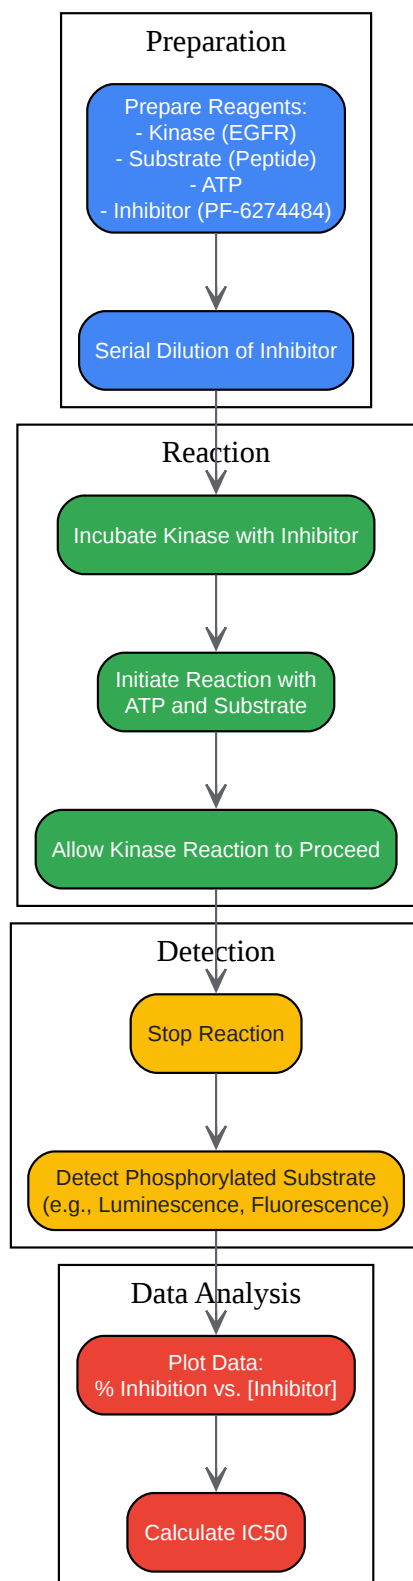 Preparation
Prepare Reagents:
- Kinase (EGFR)
- Substrate (Peptide)
- ATP
- Inhibitor (PF-6274484)
Serial Dilution of Inhibitor
Reaction
Incubate Kinase with Inhibitor
Initiate Reaction with
ATP and Substrate
Allow Kinase Reaction to Proceed
Detection
Stop Reaction
Detect Phosphorylated Substrate
(e.g., Luminescence, Fluorescence)
Data Analysis
Plot Data:
% Inhibition vs. [Inhibitor]
Calculate IC50